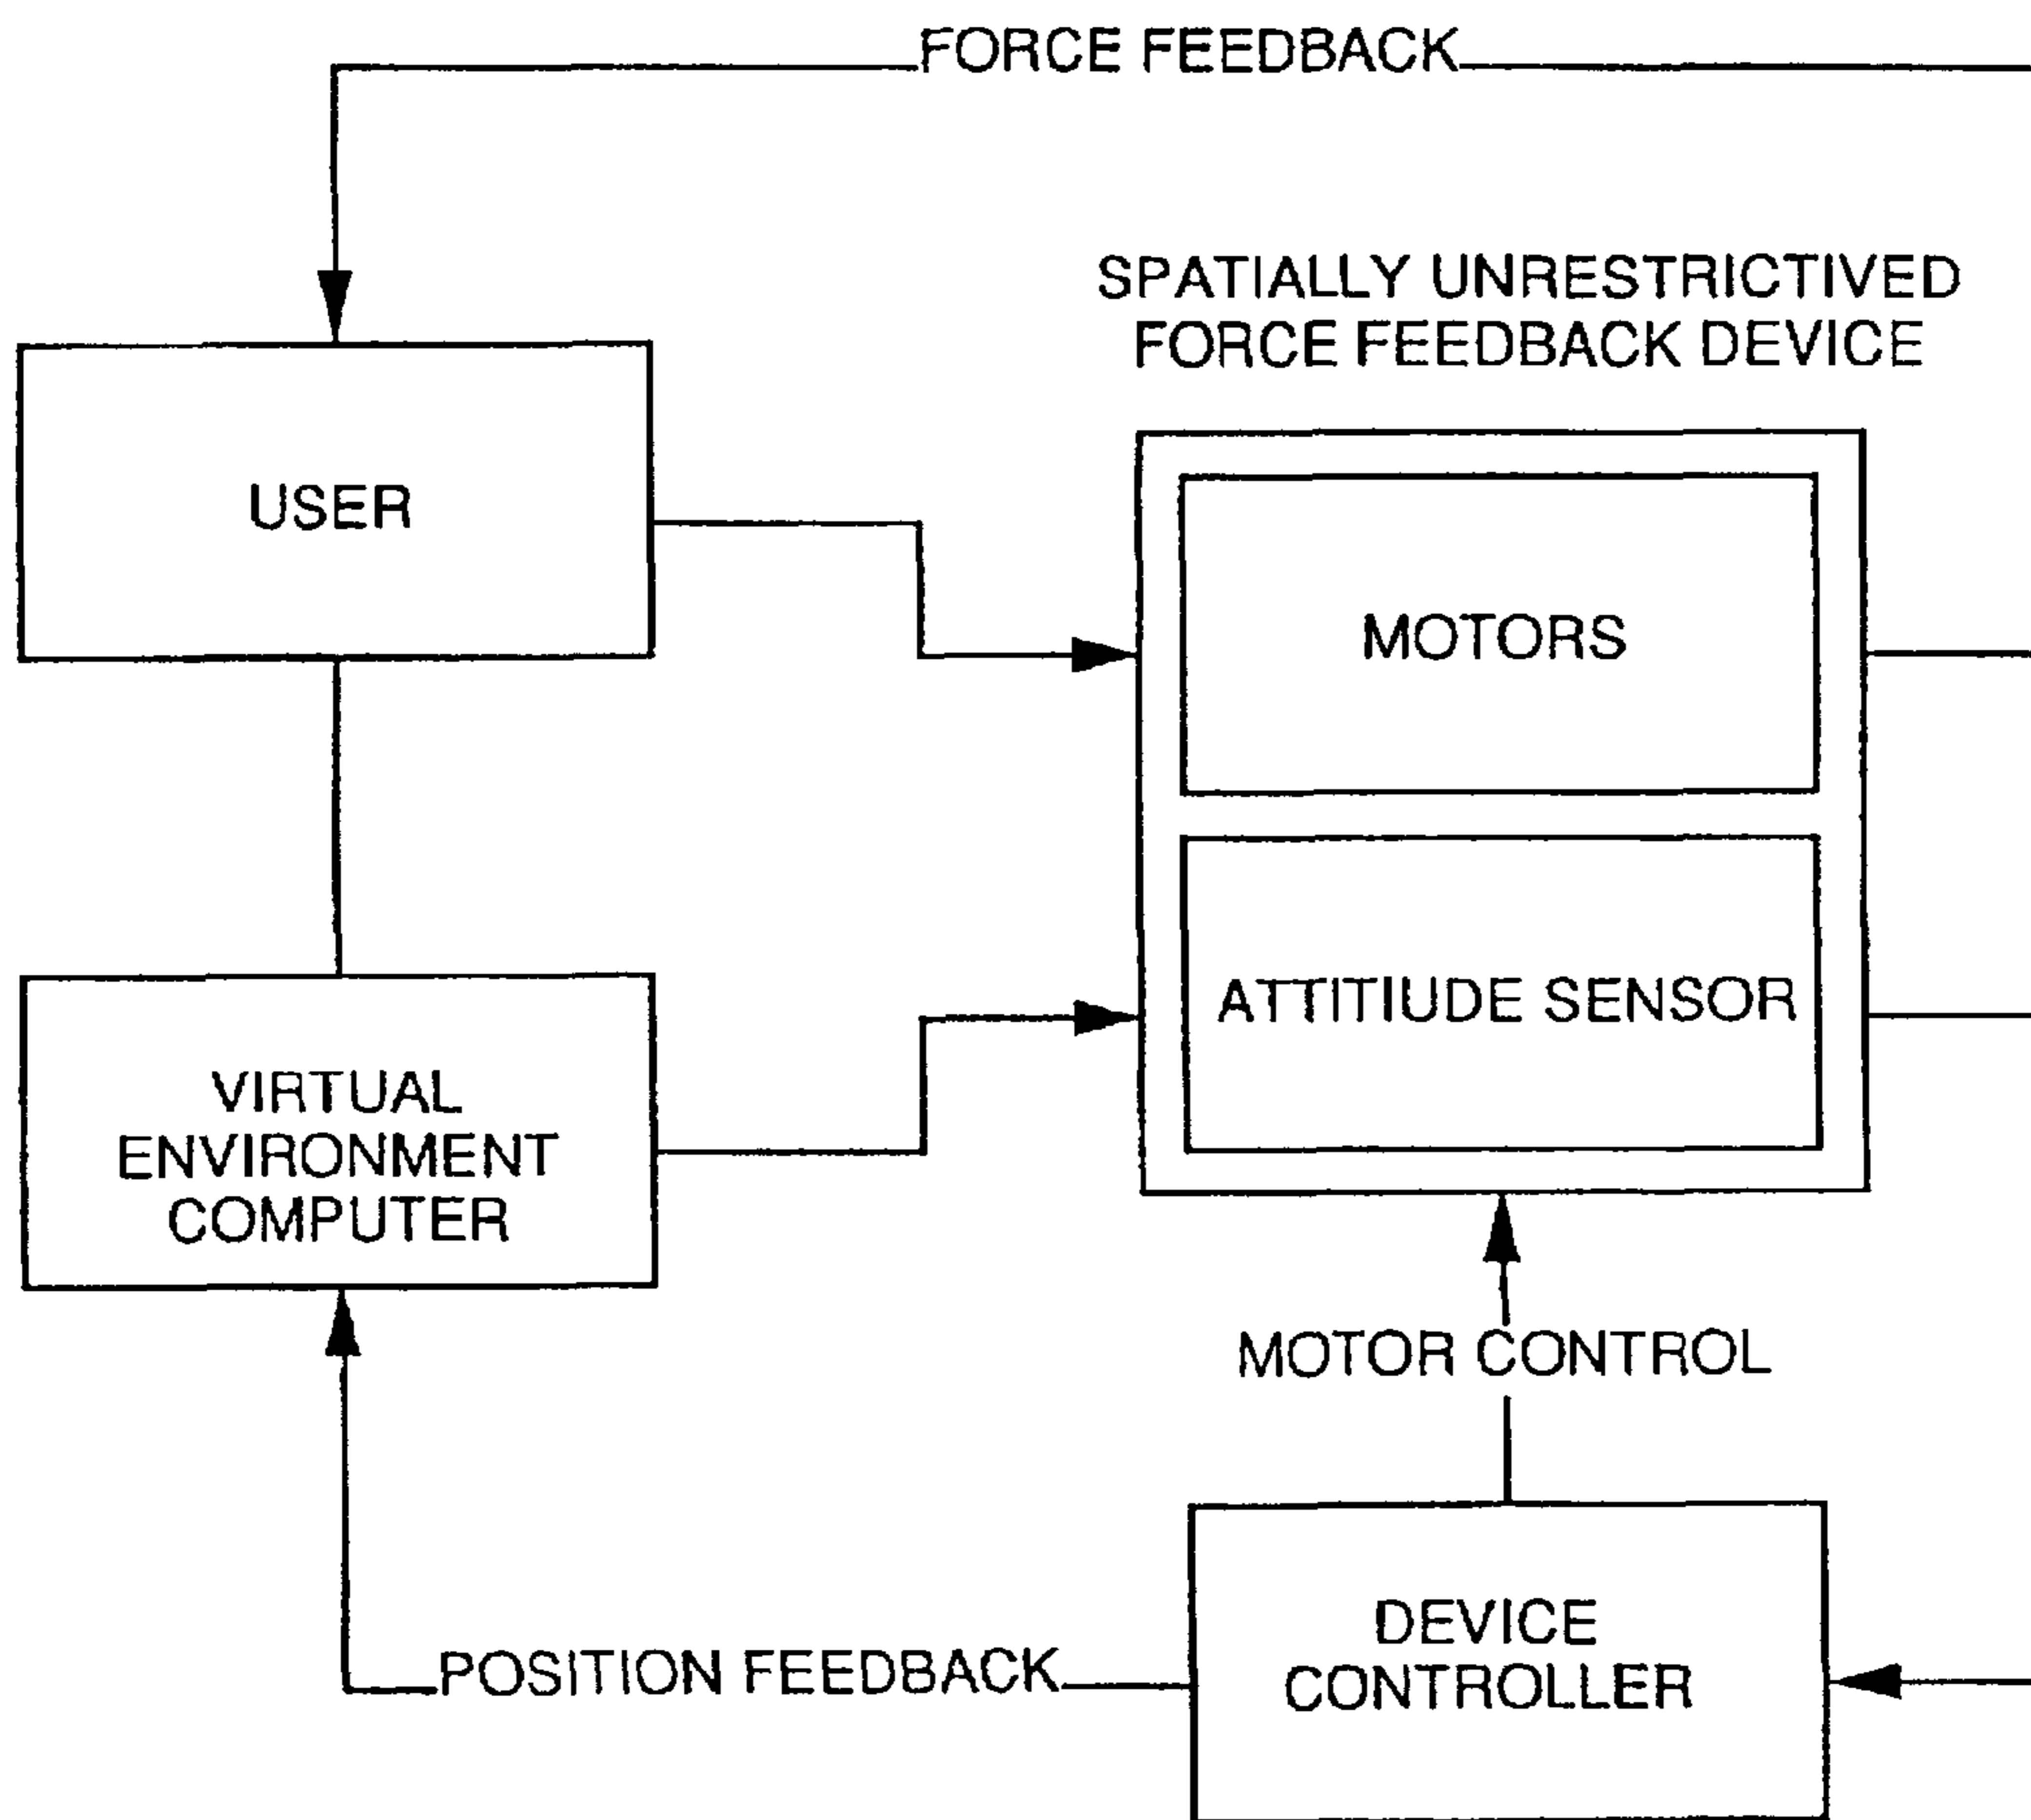 FORCE FEEDBACK
SPATIALLY UNRESTRICTIVED
FORCE FEEDBACK DEVICE
USER
MOTORS
ATTITIUDE SENSOR
VIRTUAL
ENVIRONMENT
COMPUTER
MOTOR CONTROL
DEVICE
CONTROLLER
POSITION FEEDBACK